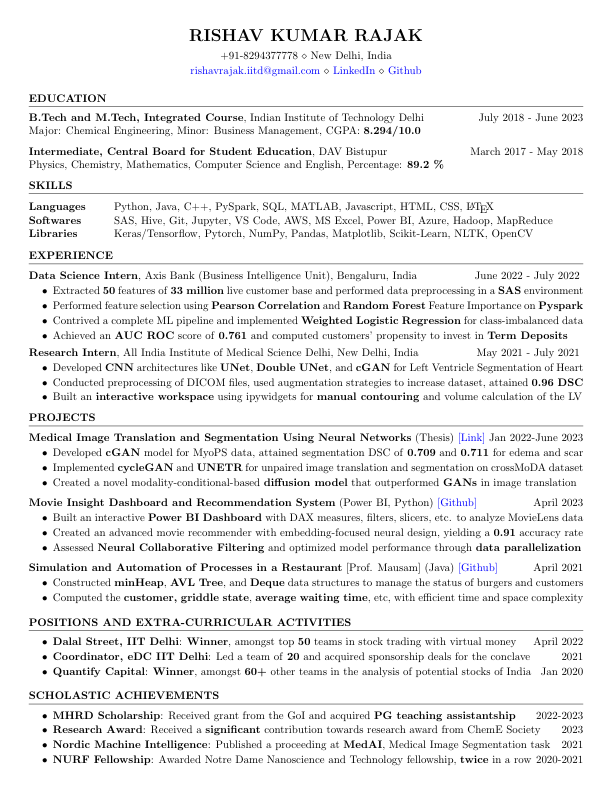 RISHAV KUMAR RAJAK
+91-8294377778 ⋄ New Delhi, India
rishavrajak.iitd@gmail.com ⋄ LinkedIn ⋄ Github
EDUCATION
B.Tech and M.Tech, Integrated Course, Indian Institute of Technology Delhi July 2018 - June 2023
Major: Chemical Engineering, Minor: Business Management, CGPA: 8.294/10.0
Intermediate, Central Board for Student Education, DAV Bistupur March 2017 - May 2018
Physics, Chemistry, Mathematics, Computer Science and English, Percentage: 89.2 %
SKILLS
Languages Python, Java, C++, PySpark, SQL, MATLAB, Javascript, HTML, CSS, LATEX
Softwares SAS, Hive, Git, Jupyter, VS Code, AWS, MS Excel, Power BI, Azure, Hadoop, MapReduce
Libraries Keras/Tensorflow, Pytorch, NumPy, Pandas, Matplotlib, Scikit-Learn, NLTK, OpenCV
EXPERIENCE
Data Science Intern, Axis Bank (Business Intelligence Unit), Bengaluru, India June 2022 - July 2022
• Extracted 50 features of 33 million live customer base and performed data preprocessing in a SAS environment
• Performed feature selection using Pearson Correlation and Random Forest Feature Importance on Pyspark
• Contrived a complete ML pipeline and implemented Weighted Logistic Regression for class-imbalanced data
• Achieved an AUC ROC score of 0.761 and computed customers' propensity to invest in Term Deposits
Research Intern, All India Institute of Medical Science Delhi, New Delhi, India May 2021 - July 2021
• Developed CNN architectures like UNet, Double UNet, and cGAN for Left Ventricle Segmentation of Heart
• Conducted preprocessing of DICOM files, used augmentation strategies to increase dataset, attained 0.96 DSC
• Built an interactive workspace using ipywidgets for manual contouring and volume calculation of the LV
PROJECTS
Medical Image Translation and Segmentation Using Neural Networks (Thesis) [Link] Jan 2022-June 2023
• Developed cGAN model for MyoPS data, attained segmentation DSC of 0.709 and 0.711 for edema and scar
• Implemented cycleGAN and UNETR for unpaired image translation and segmentation on crossMoDA dataset
• Created a novel modality-conditional-based diffusion model that outperformed GANs in image translation
Movie Insight Dashboard and Recommendation System (Power BI, Python) [Github] April 2023
• Built an interactive Power BI Dashboard with DAX measures, filters, slicers, etc. to analyze MovieLens data
• Created an advanced movie recommender with embedding-focused neural design, yielding a 0.91 accuracy rate
• Assessed Neural Collaborative Filtering and optimized model performance through data parallelization
Simulation and Automation of Processes in a Restaurant [Prof. Mausam] (Java) [Github] April 2021
• Constructed minHeap, AVL Tree, and Deque data structures to manage the status of burgers and customers
• Computed the customer, griddle state, average waiting time, etc, with efficient time and space complexity
POSITIONS AND EXTRA-CURRICULAR ACTIVITIES
• Dalal Street, IIT Delhi: Winner, amongst top 50 teams in stock trading with virtual money April 2022
• Coordinator, eDC IIT Delhi: Led a team of 20 and acquired sponsorship deals for the conclave 2021
• Quantify Capital: Winner, amongst 60+ other teams in the analysis of potential stocks of India Jan 2020
SCHOLASTIC ACHIEVEMENTS
• MHRD Scholarship: Received grant from the GoI and acquired PG teaching assistantship 2022-2023
• Research Award: Received a significant contribution towards research award from ChemE Society 2023
• Nordic Machine Intelligence: Published a proceeding at MedAI, Medical Image Segmentation task 2021
• NURF Fellowship: Awarded Notre Dame Nanoscience and Technology fellowship, twice in a row 2020-2021